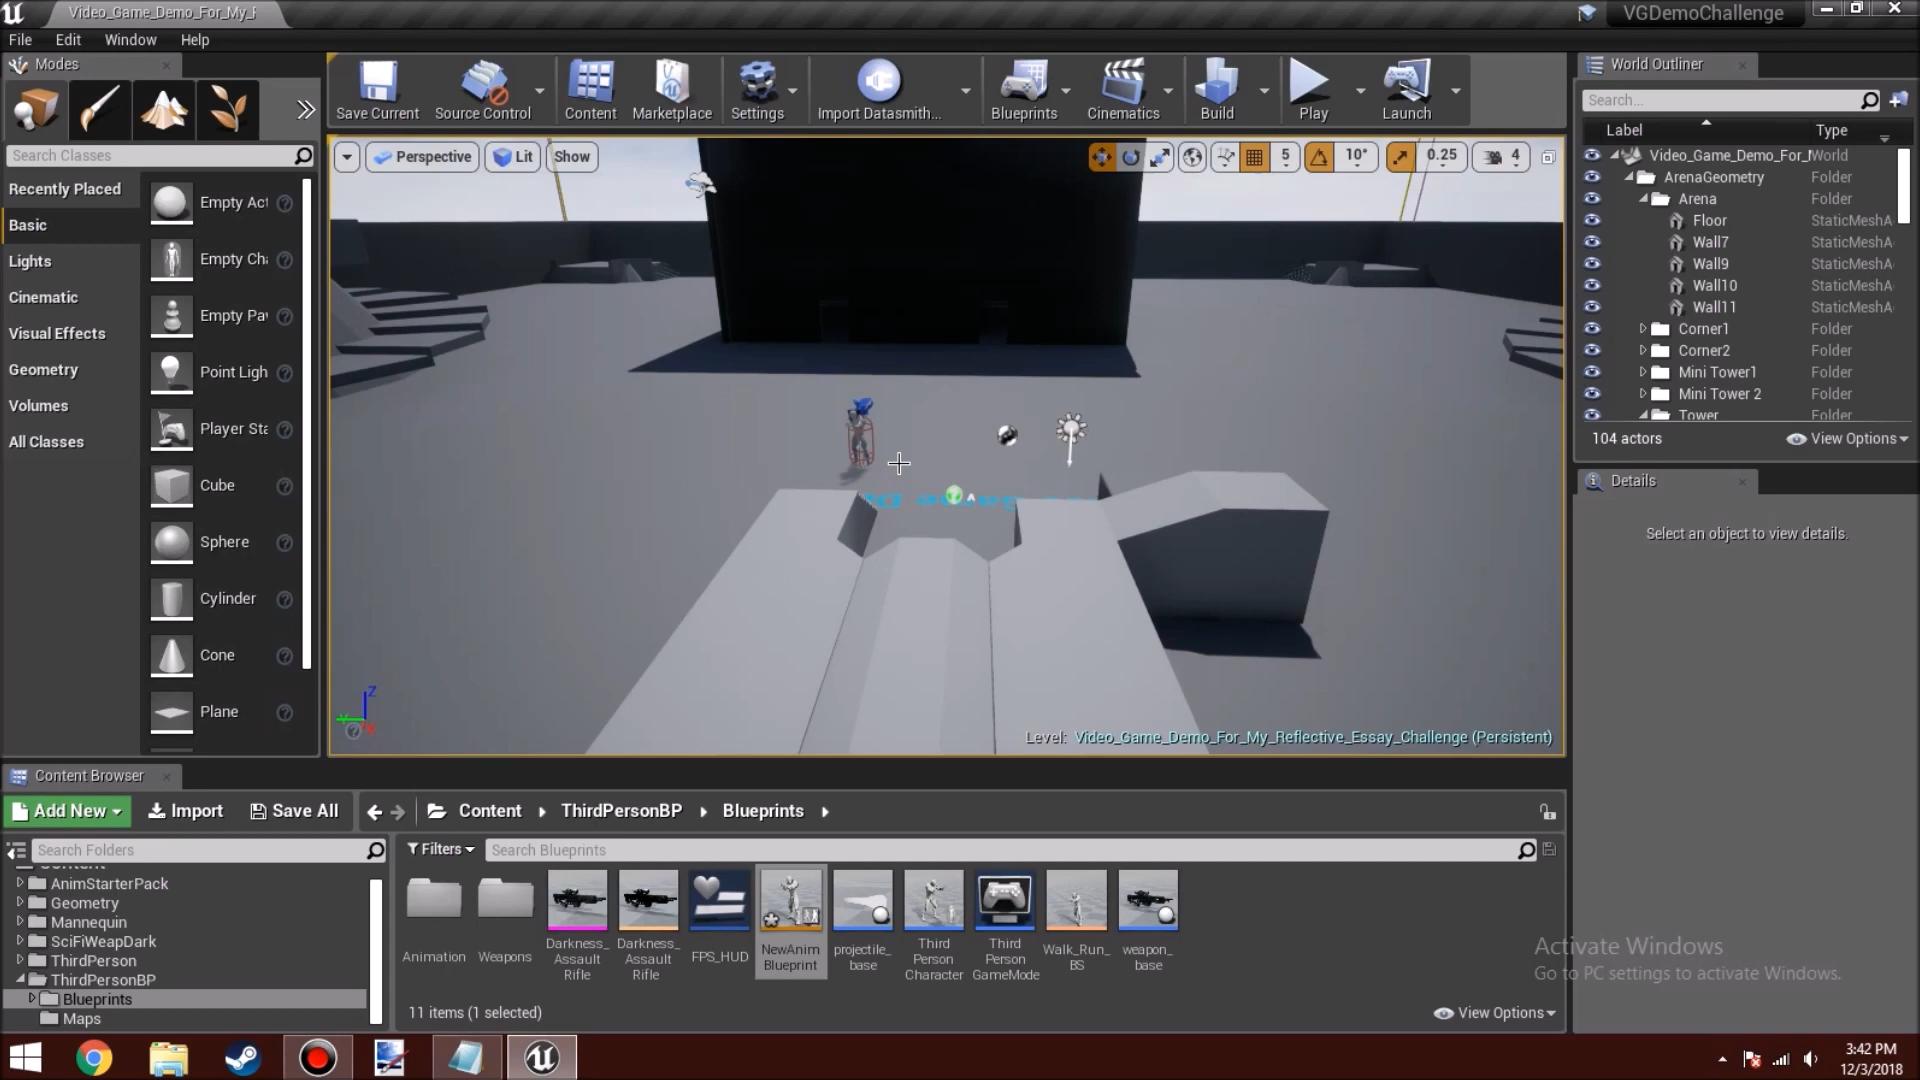 Video_Game_Demo_For_My_F
VGDemoChallenge
File Edit Window Help
Modes
World Outliner
Save Current
Source Control
Content
Marketplace
Settings
Import Datasmith...
Blueprints
Cinematics
Build
Play
Launch
Search...
Label Type
Search Classes
Perspective Lit Show
5 10° 0.25 4
Recently Placed
Basic
Lights
Cinematic
Visual Effects
Geometry
Volumes
All Classes
Empty Act
Empty Cha
Empty Pav
Point Ligh
Player Sta
Cube
Sphere
Cylinder
Cone
Plane
Video_Game_Demo_For_M World
ArenaGeometry Folder
Arena Folder
Floor StaticMeshA
Wall7 StaticMeshA
Wall9 StaticMeshA
Wall10 StaticMeshA
Wall11 StaticMeshA
Corner1 Folder
Corner2 Folder
Mini Tower1 Folder
Mini Tower 2 Folder
Tower Folder
104 actors View Options
Details
Select an object to view details.
Z
Level: Video_Game_Demo_For_My_Reflective_Essay_Challenge (Persistent)
Content Browser
Add New Import Save All Content ThirdPersonBP Blueprints
Search Folders
Filters Search Blueprints
Content
AnimStarterPack
Geometry
Mannequin
SciFiWeapDark
ThirdPerson
ThirdPersonBP
Blueprints
Maps
Animation
Weapons
Darkness_
Assault
Rifle
Darkness_
Assault
Rifle
FPS_HUD
NewAnim
Blueprint
projectile_
base
Third
Person
Character
Third
Person
GameMode
Walk_Run_
BS
weapon_
base
11 items (1 selected) View Options
Activate Windows
Go to PC settings to activate Windows.
3:42 PM
12/3/2018